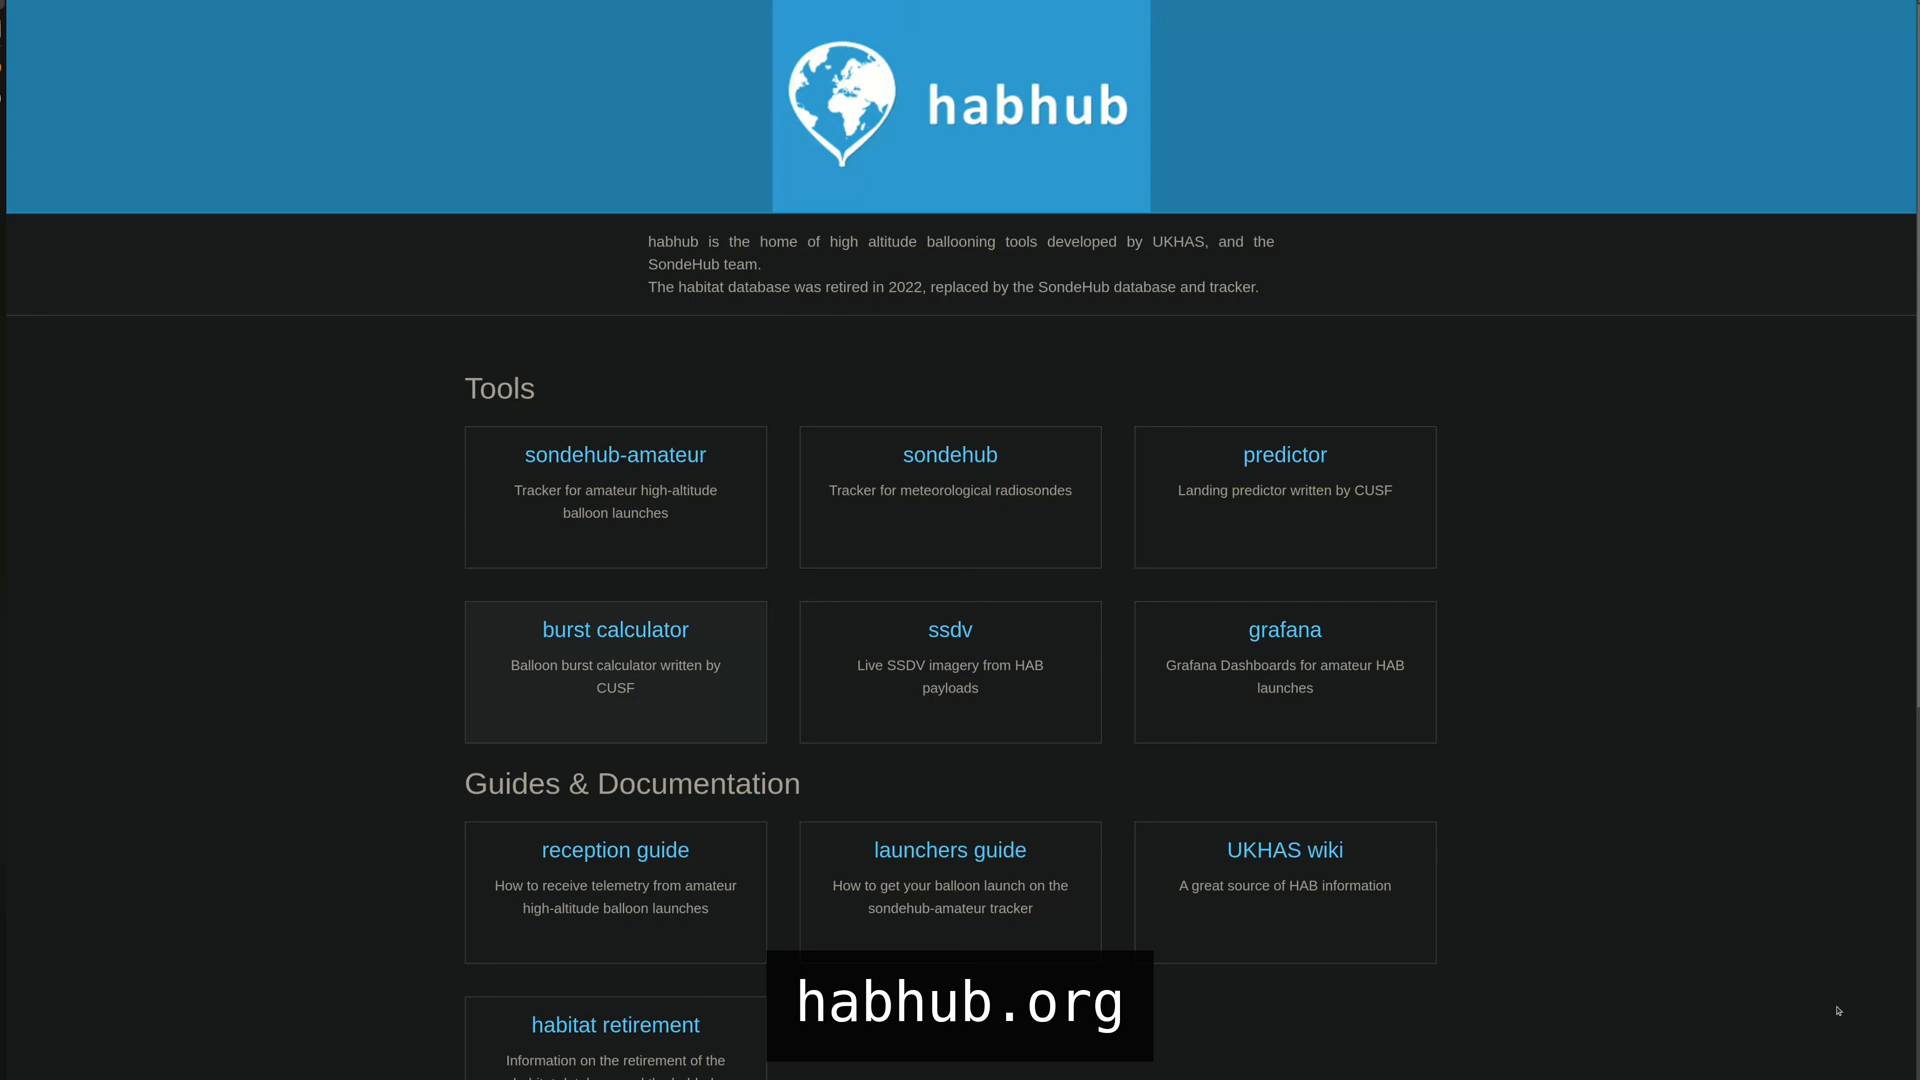 habhub
habhub is the home of high altitude ballooning tools developed by UKHAS, and the
SondeHub team.
The habitat database was retired in 2022, replaced by the SondeHub database and tracker.
Tools
sondehub-amateur
Tracker for amateur high-altitude
balloon launches
sondehub
Tracker for meteorological radiosondes
predictor
Landing predictor written by CUSF
burst calculator
Balloon burst calculator written by
CUSF
ssdv
Live SSDV imagery from HAB
payloads
grafana
Grafana Dashboards for amateur HAB
launches
Guides & Documentation
reception guide
How to receive telemetry from amateur
high-altitude balloon launches
launchers guide
How to get your balloon launch on the
sondehub-amateur tracker
UKHAS wiki
A great source of HAB information
habitat retirement
Information on the retirement of the
habhub.org